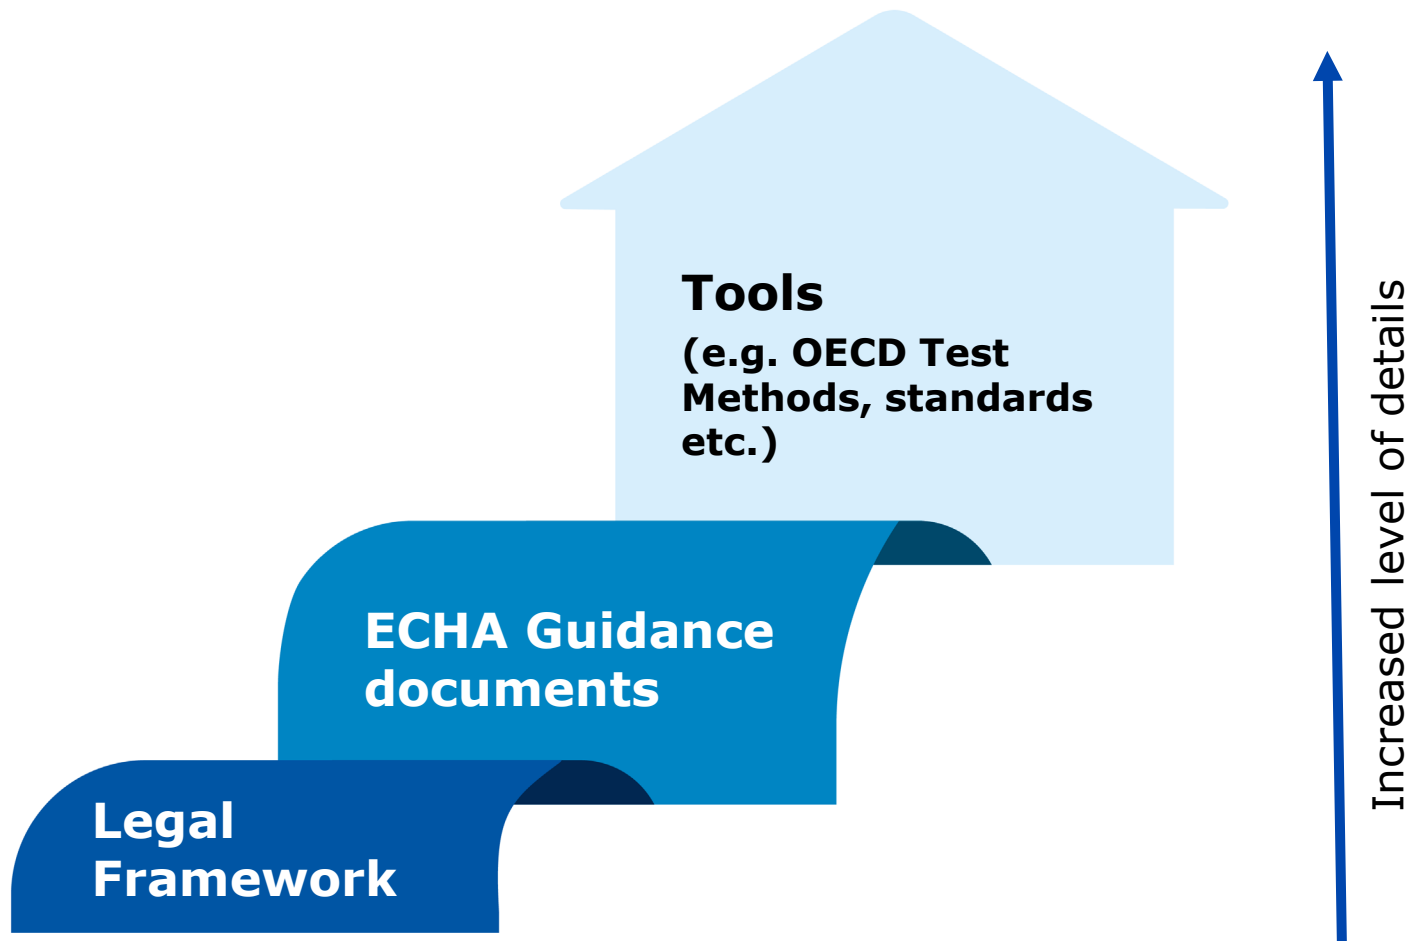 Tools
(e.g. OECD Test
Methods, standards
etc.)
ECHA Guidance
documents
Legal
Framework
Increased level of details